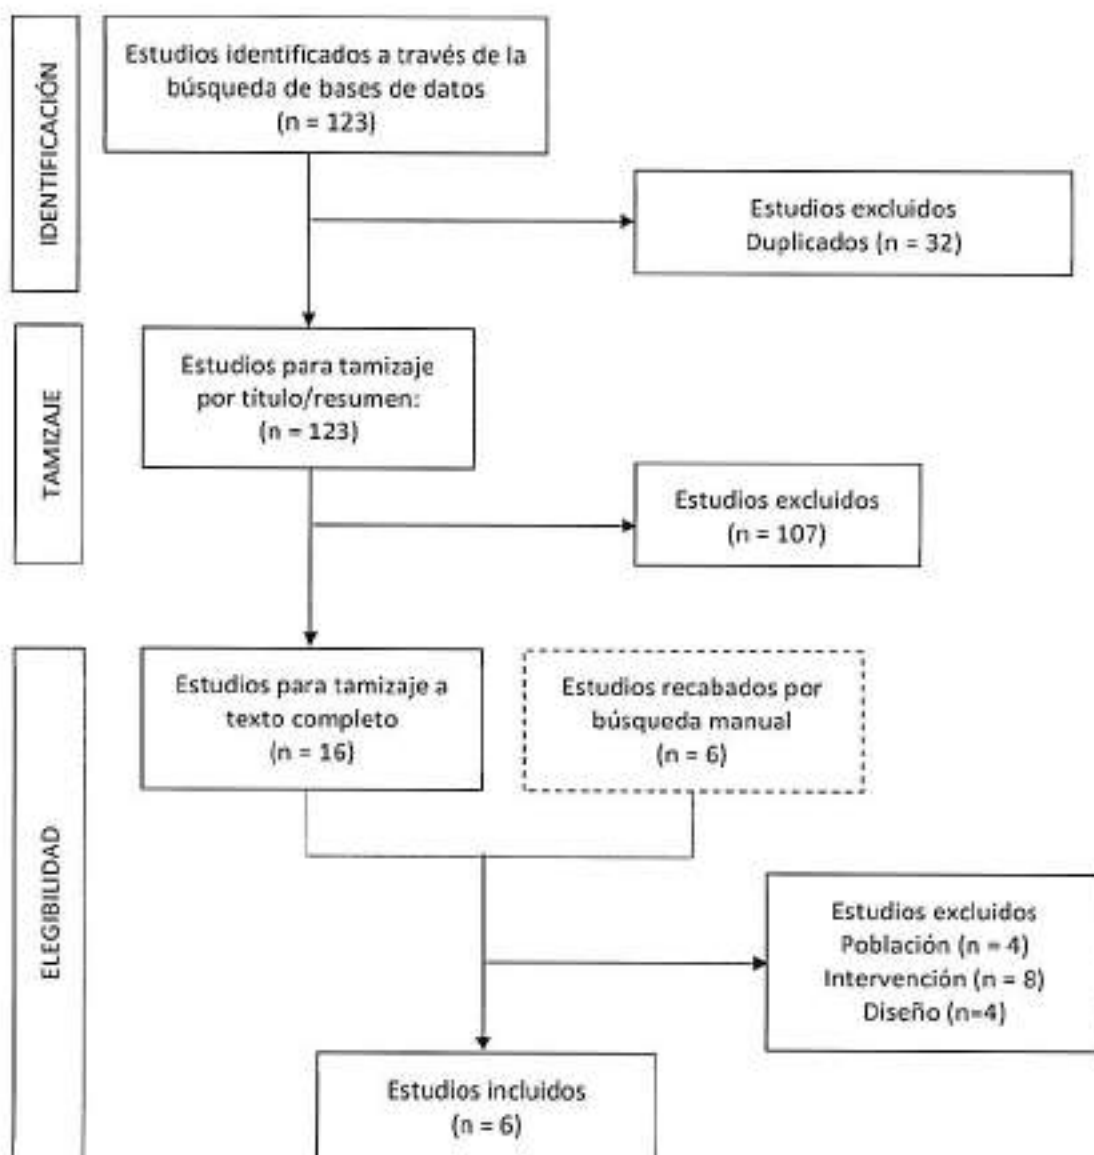 IDENTIFICACIÓN
Estudios identificados a través de la
búsqueda de bases de datos
(n = 123)
Estudios excluidos
Duplicados (n = 32)
TAMIZAJE
Estudios para tamizaje
por título/resumen:
(n = 123)
Estudios excluidos
(n = 107)
ELEGIBILIDAD
Estudios para tamizaje a
texto completo
(n = 16)
Estudios recabados por
búsqueda manual
(n = 6)
Estudios excluidos
Población (n = 4)
Intervención (n = 8)
Diseño (n=4)
Estudios incluidos
(n = 6)